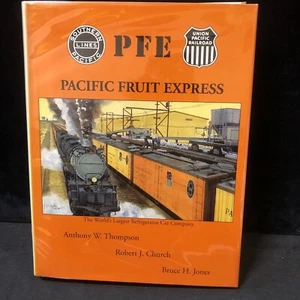 SOUTHERN
LINES
PACIFIC
PFE
UNION
PACIFIC
RAILROAD
PACIFIC FRUIT EXPRESS
The World's Largest Refrigerator Car Company
Anthony W. Thompson
Robert J. Church
Bruce H. Jones